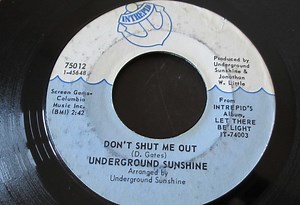 INTREPID
75012
1-45648
Screen Gems-
Columbia
Music Inc.
(BMI) 2:47
Produced by
Underground
Sunshine &
Jonathan
W. Little
From
INTREPID'S
Album,
LET THERE
BE LIGHT
IT-74003
DON'T SHUT ME OUT
(D. Gates)
UNDERGROUND SUNSHINE
Arranged by
Underground Sunshine